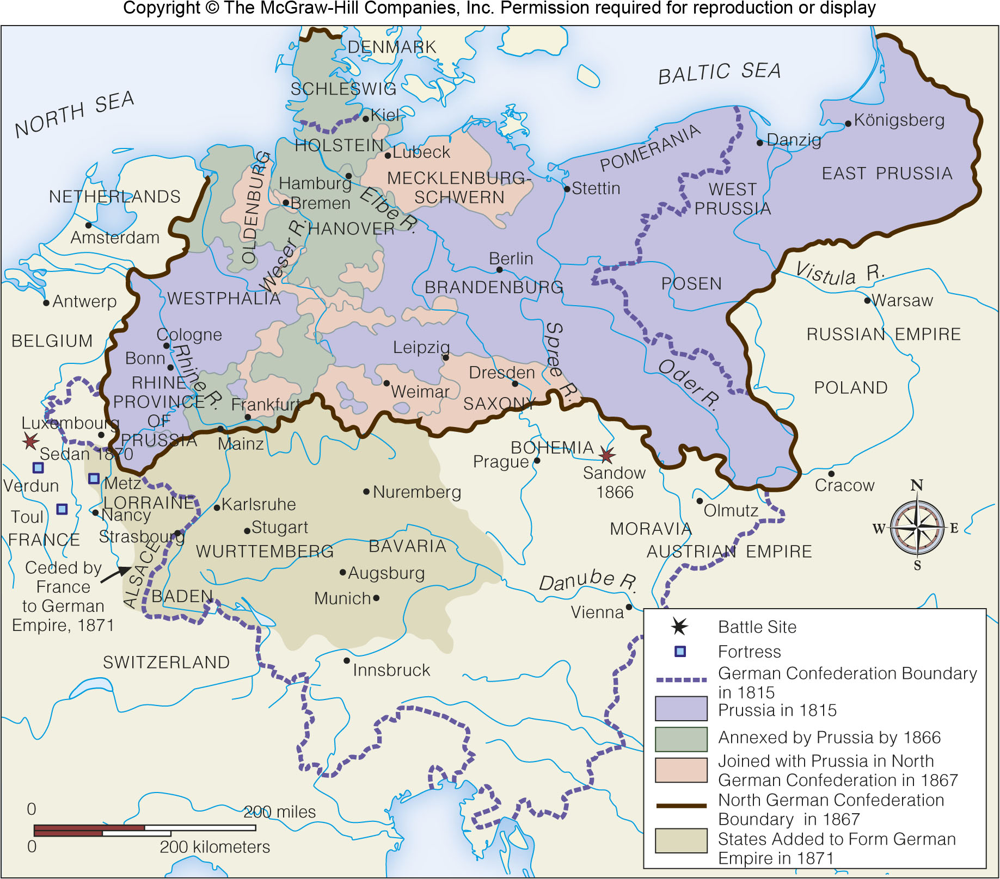 Copyright © The McGraw-Hill Companies, Inc. Permission required for reproduction or display
DENMARK
BALTIC SEA
NORTH SEA
SCHLESWIG
Kiel
Königsberg
HOLSTEIN
Lubeck
POMERANIA
Danzig
EAST PRUSSIA
OLDENBURG
Hamburg
MECKLENBURG-
SCHWERN
Stettin
WEST
PRUSSIA
NETHERLANDS
Bremen
Elbe R.
Amsterdam
HANOVER
Weser R.
Berlin
Vistula R.
BRANDENBURG
POSEN
Antwerp
WESTPHALIA
Warsaw
BELGIUM
Cologne
RUSSIAN EMPIRE
Spree R.
Leipzig
Bonn
Rhine R.
RHINE
PROVINCE
OF
PRUSSIA
Dresden
Oder R.
Weimar
POLAND
Frankfurt
SAXONY
Luxembourg
Mainz
Sedan 1870
BOHEMIA
Prague
Sandow
1866
Verdun
Metz
Cracow
LORRAINE
Nuremberg
N
Toul
Nancy
Karlsruhe
Olmutz
FRANCE
Strasbourg
Stugart
MORAVIA
W
E
WURTTEMBERG
BAVARIA
AUSTRIAN EMPIRE
S
Ceded by
France
to German
Empire, 1871
ALSACE
Augsburg
Danube R.
BADEN
Munich
Vienna
SWITZERLAND
Innsbruck
Battle Site
Fortress
German Confederation Boundary
in 1815
Prussia in 1815
Annexed by Prussia by 1866
Joined with Prussia in North
German Confederation in 1867
North German Confederation
Boundary in 1867
States Added to Form German
Empire in 1871
0
200 miles
0
200 kilometers